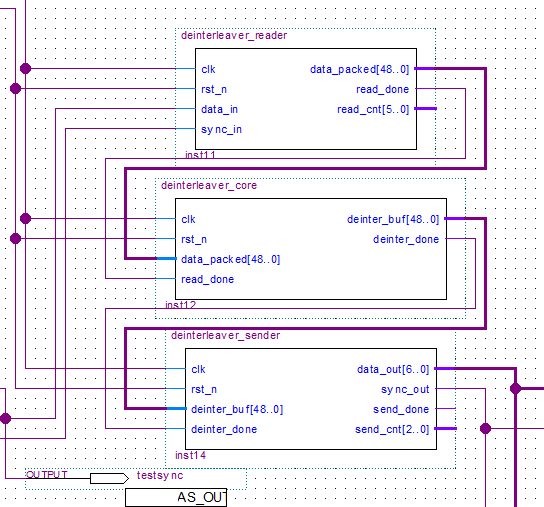 deinterleaver_reader
clk data_packed[48..0]
rst_n read_done
data_in read_cnt[5..0]
sync_in
inst11
deinterleaver_core
clk deinter_buf[48..0]
rst_n deinter_done
data_packed[48..0]
read_done
inst12
deinterleaver_sender
clk data_out[6..0]
rst_n sync_out
deinter_buf[48..0] send_done
deinter_done send_cnt[2..0]
inst14
OUTPUT testsync
AS_OUT